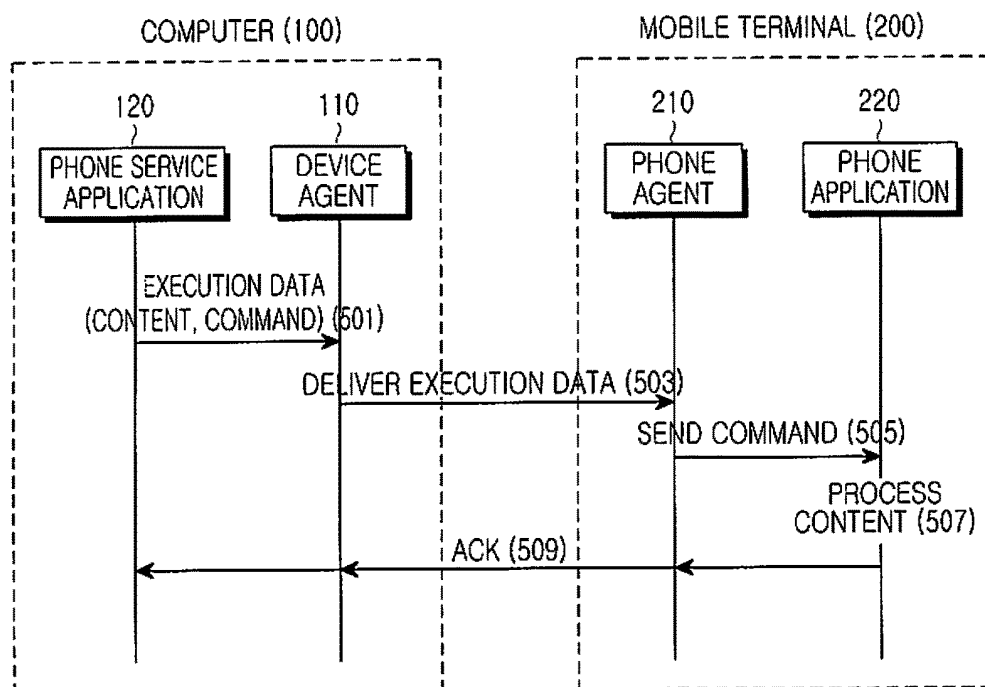 COMPUTER (100)
MOBILE TERMINAL (200)
120
110
210
220
PHONE SERVICE
APPLICATION
DEVICE
AGENT
PHONE
AGENT
PHONE
APPLICATION
EXECUTION DATA
(CONTENT, COMMAND) (501)
DELIVER EXECUTION DATA (503)
SEND COMMAND (505)
PROCESS
CONTENT (507)
ACK (509)